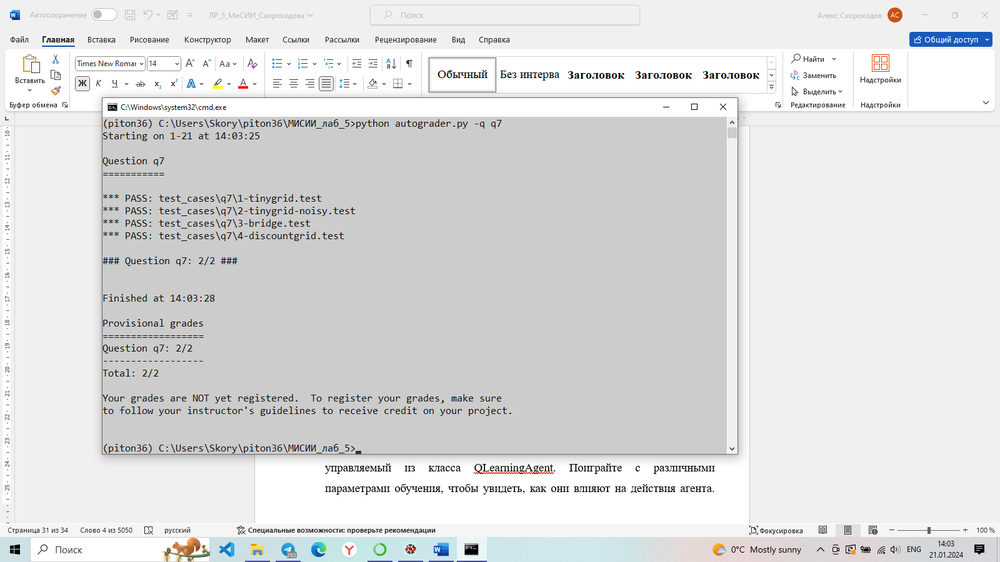 Автосохранение
ЛР_5_МиСИИ_Скороходова
Поиск
Алекс Скороходов
АС
Файл Главная Вставка Рисование Конструктор Макет Ссылки Рассылки Рецензирование Вид Справка
Общий доступ
Вставить
Буфер обмена
Times New Romar 14
Обычный
Без интерва
Заголовок
Заголовок
Заголовок
Найти
Заменить
Выделить
Редактирование
Надстройки
Надстройки
C:\Windows\system32\cmd.exe
(piton36) C:\Users\Skory\piton36\МИСИИ_лаб_5>python autograder.py -q q7
Starting on 1-21 at 14:03:25
Question q7
===========
*** PASS: test_cases\q7\1-tinygrid.test
*** PASS: test_cases\q7\2-tinygrid-noisy.test
*** PASS: test_cases\q7\3-bridge.test
*** PASS: test_cases\q7\4-discountgrid.test
### Question q7: 2/2 ###
Finished at 14:03:28
Provisional grades
==================
Question q7: 2/2
------------------
Total: 2/2
Your grades are NOT yet registered.  To register your grades, make sure
to follow your instructor's guidelines to receive credit on your project.
(piton36) C:\Users\Skory\piton36\МИСИИ_лаб_5>
управляемый из класса QLearningAgent. Поиграйте с различными
параметрами обучения, чтобы увидеть, как они влияют на действия агента.
Страница 31 из 34 Слово 4 из 5050 русский Специальные возможности: проверьте рекомендации Фокусировка 100 %
Поиск
292
0°C Mostly sunny
ENG
14:03
21.01.2024